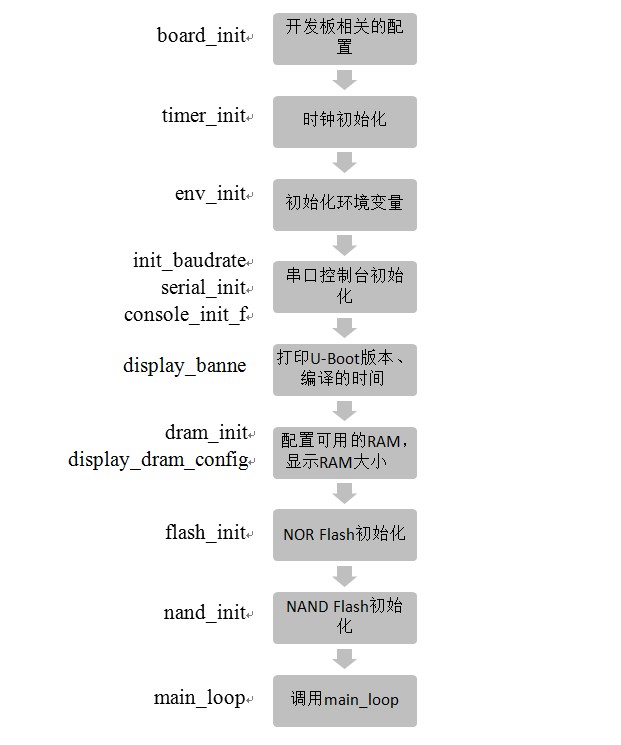 board_init
开发板相关的配
置
timer_init
时钟初始化
env_init
初始化环境变量
init_baudrate
serial_init
console_init_f
串口控制台初始
化
display_banne
打印U-Boot版本、
编译的时间
dram_init
display_dram_config
配置可用的RAM，
显示RAM大小
flash_init
NOR Flash初始化
nand_init
NAND Flash初始
化
main_loop
调用main_loop